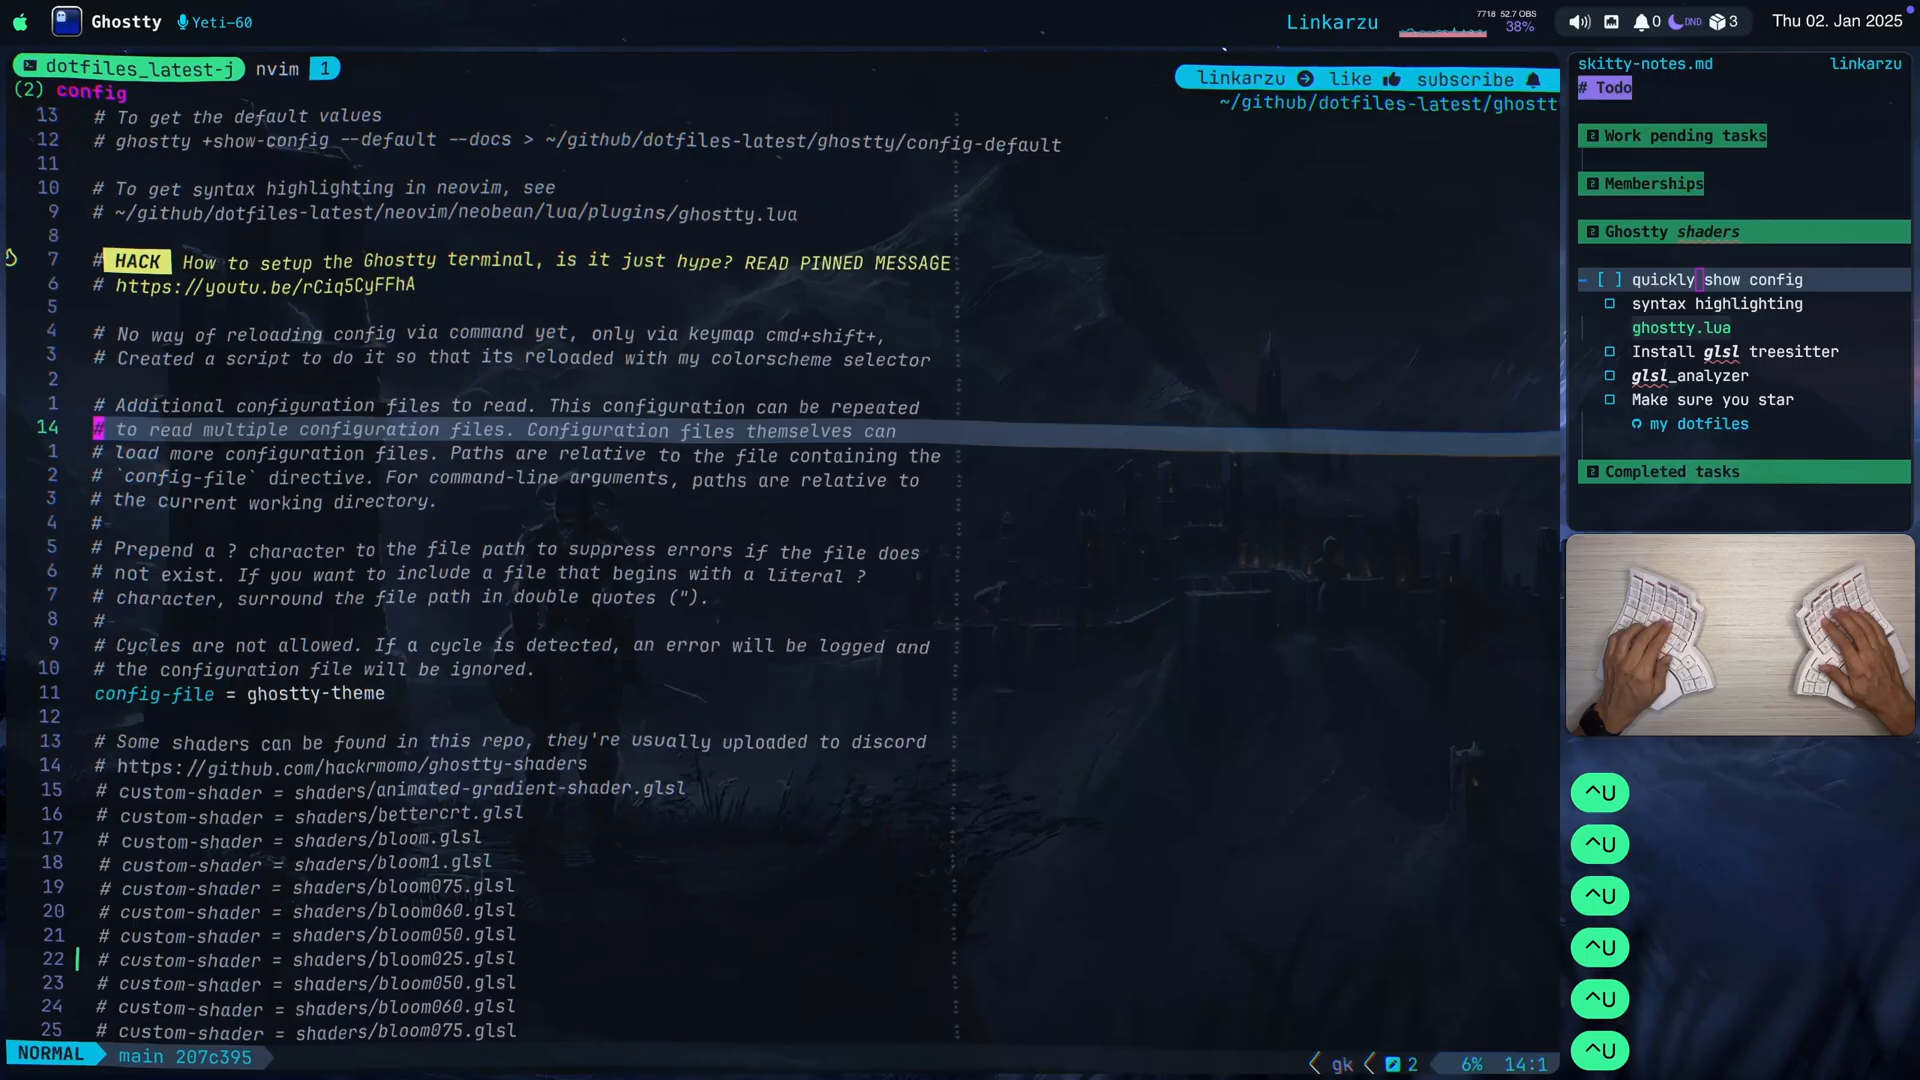 Ghostty Yeti-60
Linkarzu
7718 52.7 OBS
38%
0 DND 3
Thu 02. Jan 2025
dotfiles_latest-j nvim 1
linkarzu like subscribe
(2) config
~/github/dotfiles-latest/ghostt
13 # To get the default values
12 # ghostty +show-config --default --docs > ~/github/dotfiles-latest/ghostty/config-default
11
10 # To get syntax highlighting in neovim, see
9 # ~/github/dotfiles-latest/neovim/neobean/lua/plugins/ghostty.lua
8
7 # HACK How to setup the Ghostty terminal, is it just hype? READ PINNED MESSAGE
6 # https://youtu.be/rCiq5CyFFhA
5
4 # No way of reloading config via command yet, only via keymap cmd+shift+,
3 # Created a script to do it so that its reloaded with my colorscheme selector
2
1 # Additional configuration files to read. This configuration can be repeated
14 # to read multiple configuration files. Configuration files themselves can
1 # load more configuration files. Paths are relative to the file containing the
2 # `config-file` directive. For command-line arguments, paths are relative to
3 # the current working directory.
4 #
5 # Prepend a ? character to the file path to suppress errors if the file does
6 # not exist. If you want to include a file that begins with a literal ?
7 # character, surround the file path in double quotes (").
8 #
9 # Cycles are not allowed. If a cycle is detected, an error will be logged and
10 # the configuration file will be ignored.
11 config-file = ghostty-theme
12
13 # Some shaders can be found in this repo, they're usually uploaded to discord
14 # https://github.com/hackrmomo/ghostty-shaders
15 # custom-shader = shaders/animated-gradient-shader.glsl
16 # custom-shader = shaders/bettercrt.glsl
17 # custom-shader = shaders/bloom.glsl
18 # custom-shader = shaders/bloom1.glsl
19 # custom-shader = shaders/bloom075.glsl
20 # custom-shader = shaders/bloom060.glsl
21 # custom-shader = shaders/bloom050.glsl
22 # custom-shader = shaders/bloom025.glsl
23 # custom-shader = shaders/bloom050.glsl
24 # custom-shader = shaders/bloom060.glsl
25 # custom-shader = shaders/bloom075.glsl
NORMAL main 207c395
gk 2 6% 14:1
skitty-notes.md linkarzu
# Todo
2 Work pending tasks
2 Memberships
2 Ghostty shaders
- [ ] quickly show config
syntax highlighting
ghostty.lua
Install glsl treesitter
glsl_analyzer
Make sure you star
my dotfiles
2 Completed tasks
^U
^U
^U
^U
^U
^U